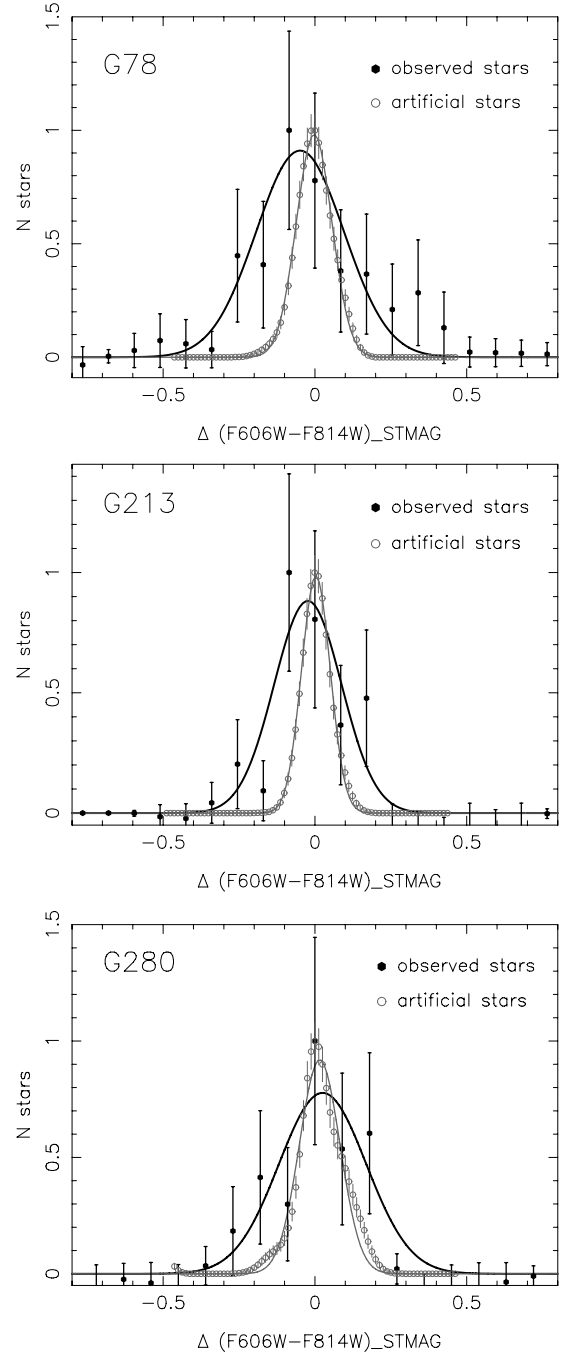 1.5
G78
observed stars
artificial stars
1
N stars
0.5
0
−0.5 0 0.5
Δ (F606W−F814W)_STMAG
G213
observed stars
artificial stars
1
N stars
0.5
0
−0.5 0 0.5
Δ (F606W−F814W)_STMAG
1.5
G280
observed stars
artificial stars
1
N stars
0.5
0
−0.5 0 0.5
Δ (F606W−F814W)_STMAG